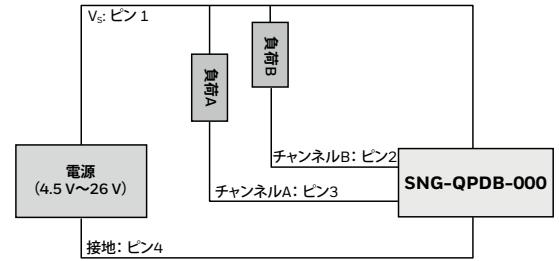 Vs: ピン 1
負荷B
負荷A
チャンネルB： ピン2
チャンネルA： ピン3
電源
（4.5 V～26 V）
SNG-QPDB-000
接地： ピン4